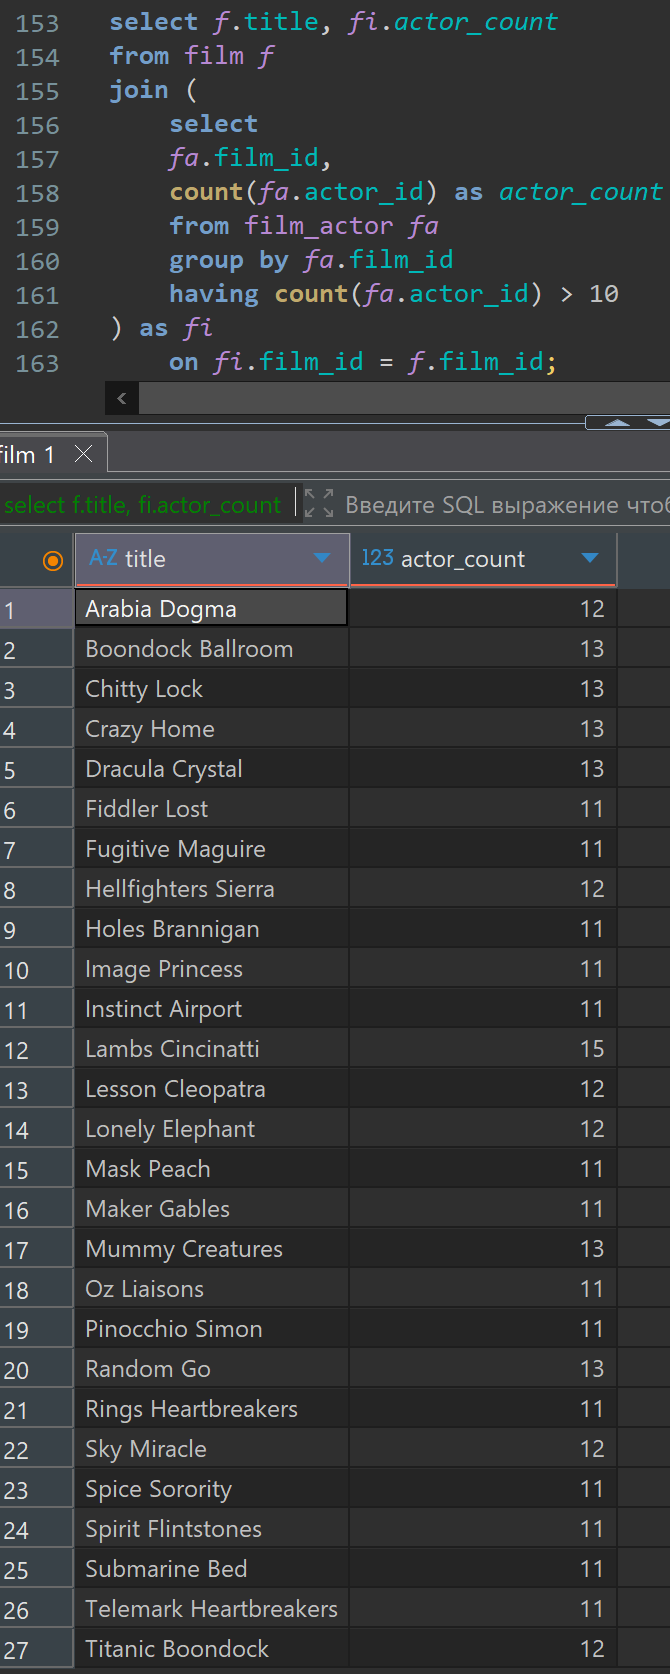 153 select f.title, fi.actor_count
154 from film f
155 join (
156 select
157 fa.film_id,
158 count(fa.actor_id) as actor_count
159 from film_actor fa
160 group by fa.film_id
161 having count(fa.actor_id) > 10
162 ) as fi
163 on fi.film_id = f.film_id;
film 1
select f.title, fi.actor_count Введите SQL выражение чтоб
A-Z title 123 actor_count
1 Arabia Dogma 12
2 Boondock Ballroom 13
3 Chitty Lock 13
4 Crazy Home 13
5 Dracula Crystal 13
6 Fiddler Lost 11
7 Fugitive Maguire 11
8 Hellfighters Sierra 12
9 Holes Brannigan 11
10 Image Princess 11
11 Instinct Airport 11
12 Lambs Cincinatti 15
13 Lesson Cleopatra 12
14 Lonely Elephant 12
15 Mask Peach 11
16 Maker Gables 11
17 Mummy Creatures 13
18 Oz Liaisons 11
19 Pinocchio Simon 11
20 Random Go 13
21 Rings Heartbreakers 11
22 Sky Miracle 12
23 Spice Sorority 11
24 Spirit Flintstones 11
25 Submarine Bed 11
26 Telemark Heartbreakers 11
27 Titanic Boondock 12